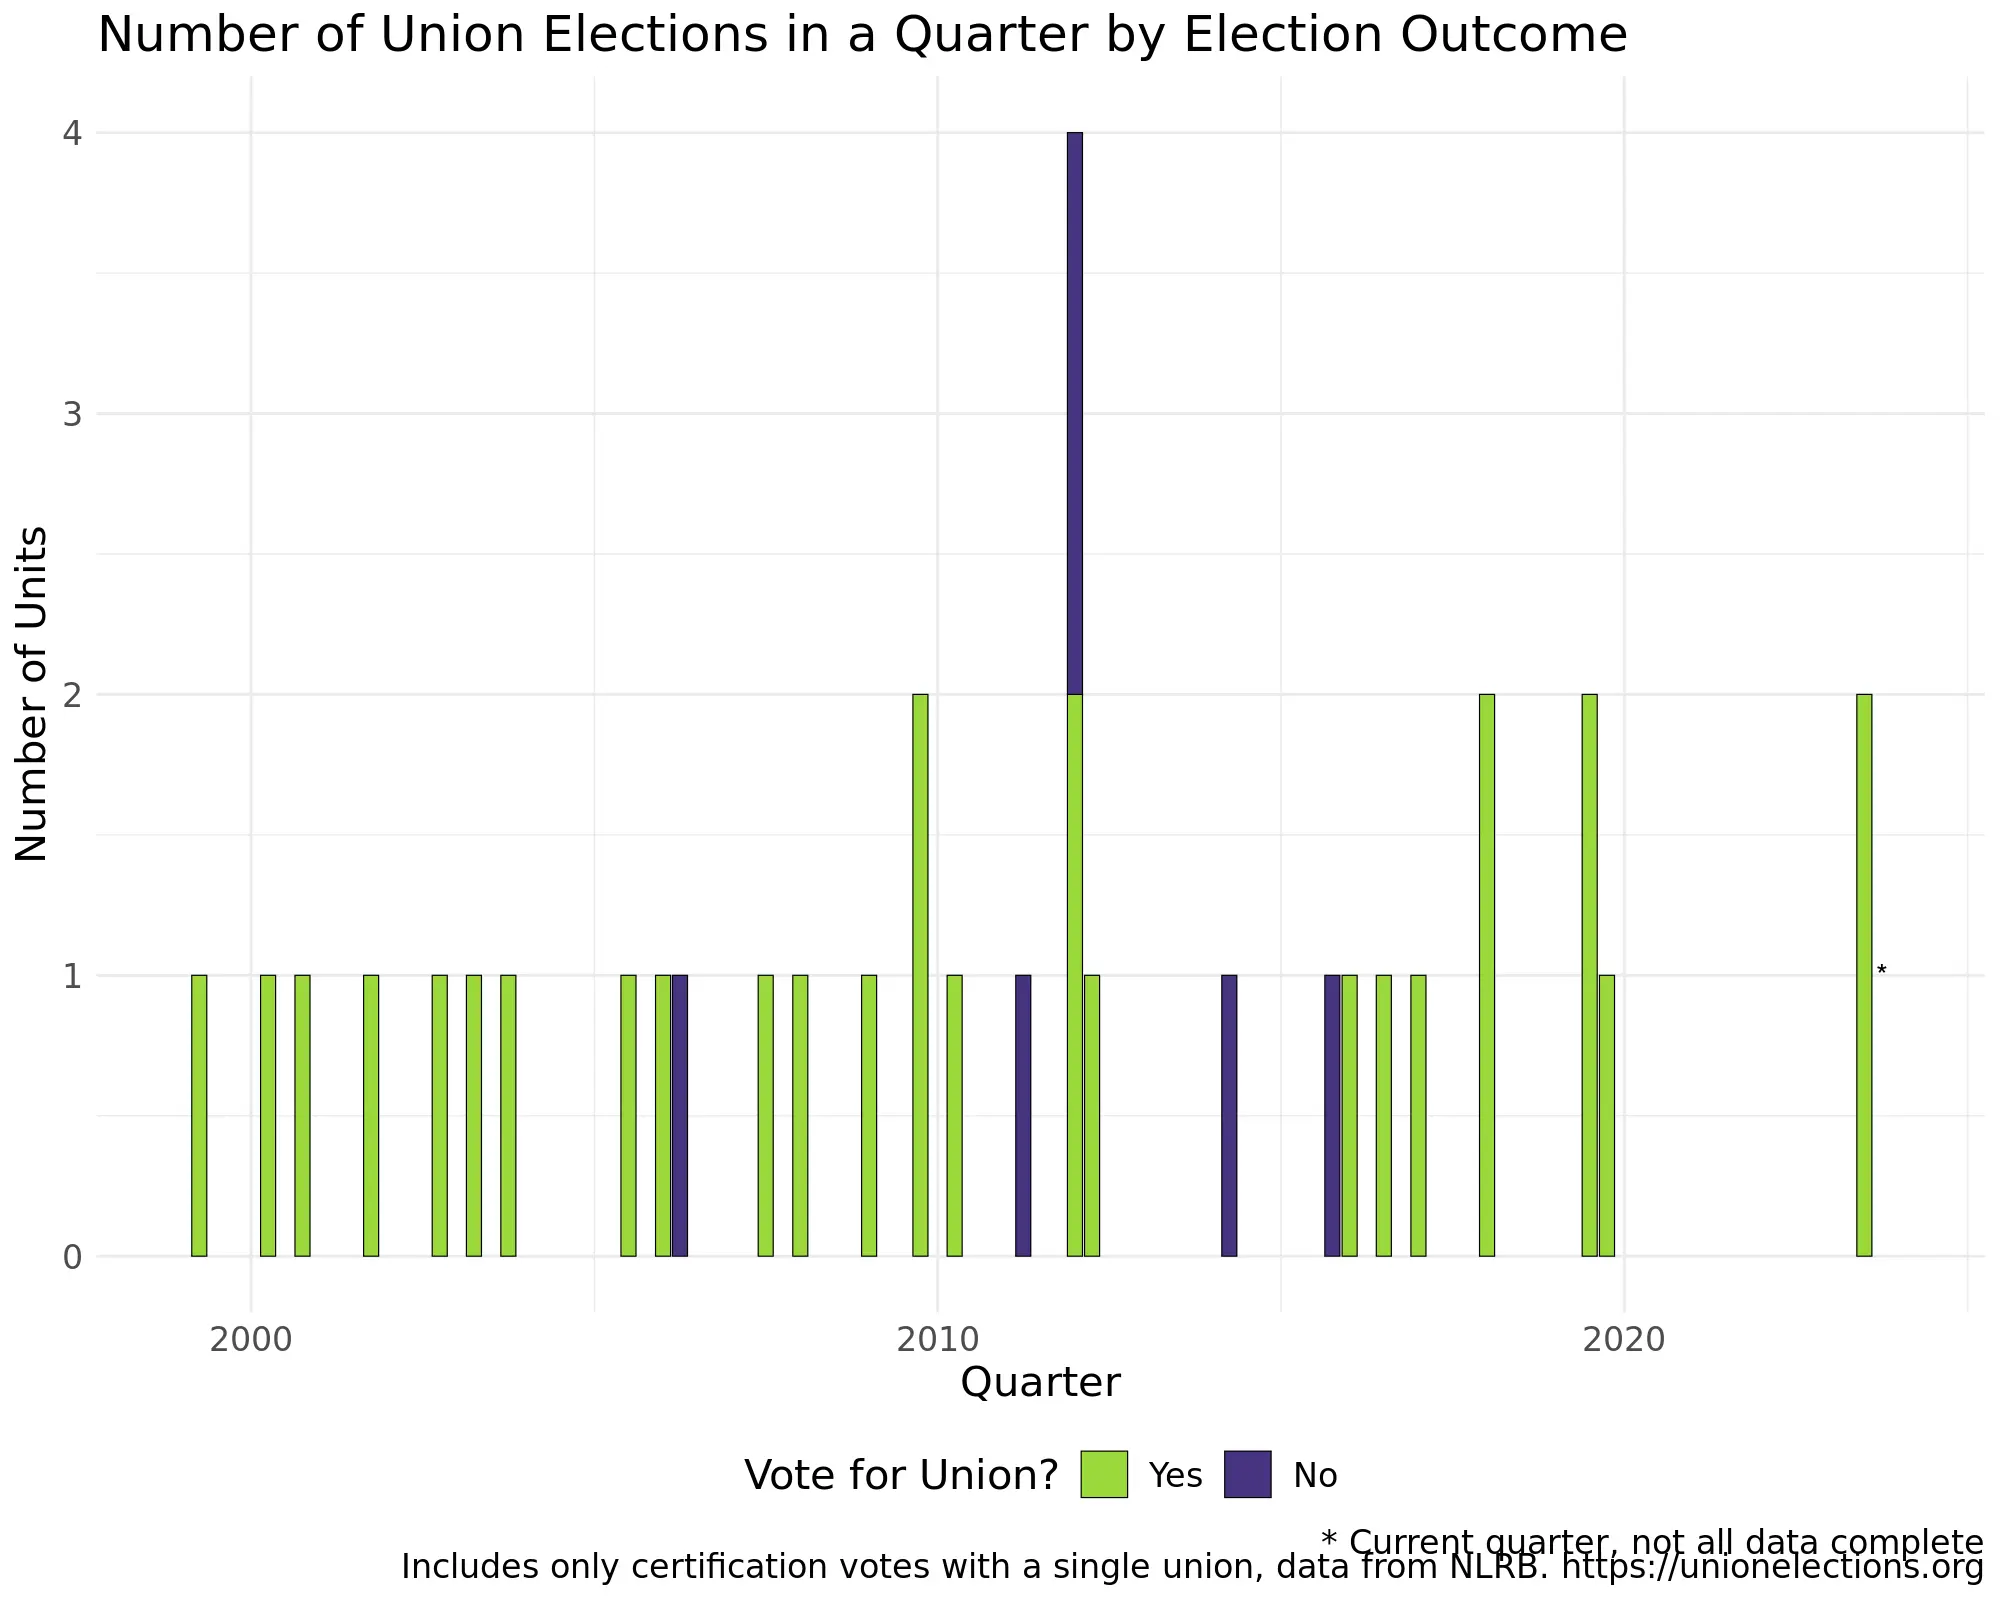 Number of Union Elections in a Quarter by Election Outcome
Number of Units
4
3
2
1
0
*
2000 2010 2020
Quarter
Vote for Union? Yes No
* Current quarter, not all data complete
Includes only certification votes with a single union, data from NLRB. https://unionelections.org